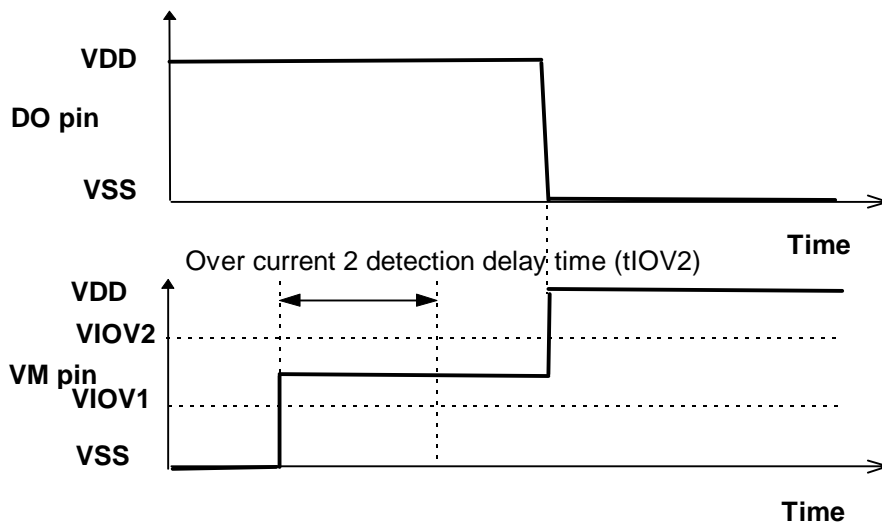 VDD
DO pin
VSS
Time
Over current 2 detection delay time (tIOV2)
VDD
VIOV2
VM pin
VIOV1
VSS
Time